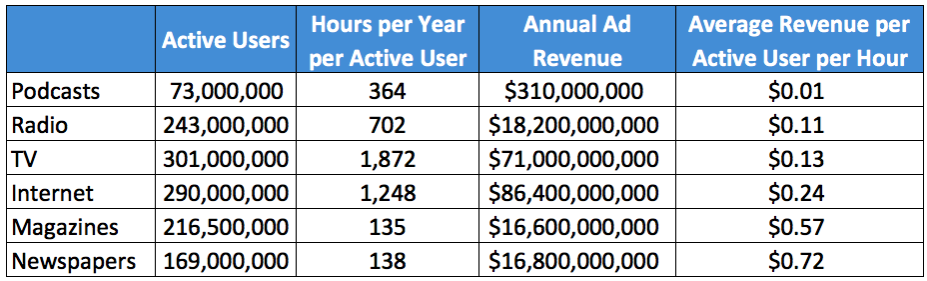 Active Users Hours per Year per Active User Annual Ad Revenue Average Revenue per Active User per Hour
Podcasts 73,000,000 364 $310,000,000 $0.01
Radio 243,000,000 702 $18,200,000,000 $0.11
TV 301,000,000 1,872 $71,000,000,000 $0.13
Internet 290,000,000 1,248 $86,400,000,000 $0.24
Magazines 216,500,000 135 $16,600,000,000 $0.57
Newspapers 169,000,000 138 $16,800,000,000 $0.72